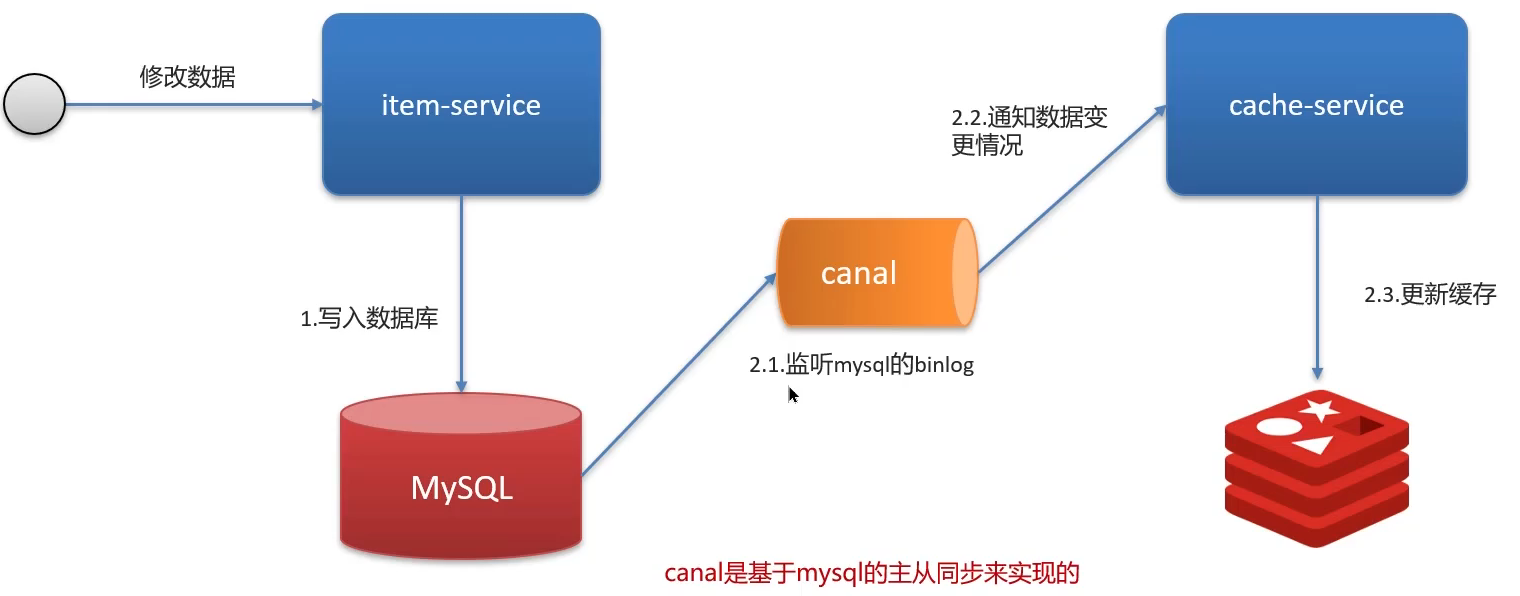 修改数据
item-service
cache-service
2.2.通知数据变
更情况
canal
1.写入数据库
2.3.更新缓存
2.1.监听mysql的binlog
MySQL
canal是基于mysql的主从同步来实现的